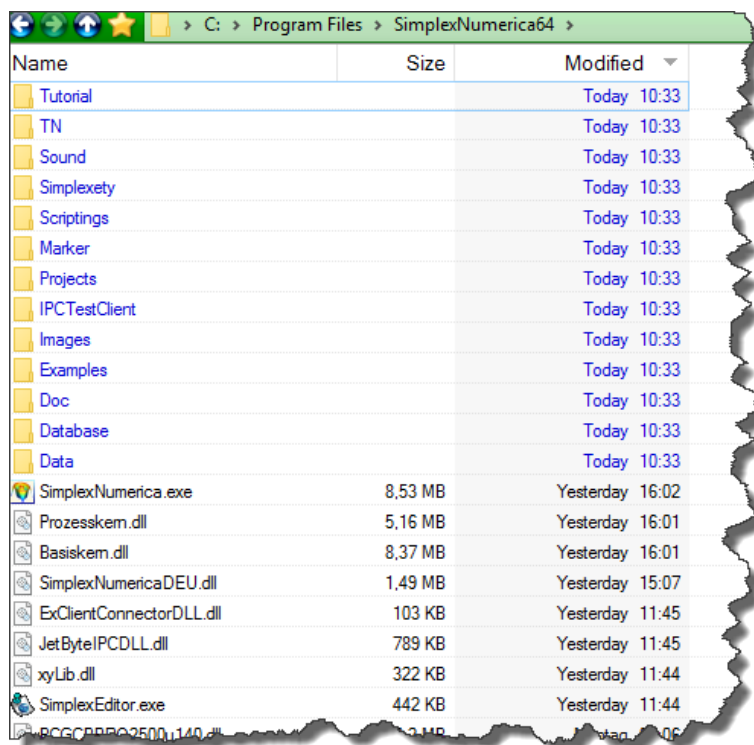 C: Program Files SimplexNumerica64
Name Size Modified
Tutorial Today 10:33
TN Today 10:33
Sound Today 10:33
Simplexety Today 10:33
Scriptings Today 10:33
Marker Today 10:33
Projects Today 10:33
IPCTestClient Today 10:33
Images Today 10:33
Examples Today 10:33
Doc Today 10:33
Database Today 10:33
Data Today 10:33
SimplexNumerica.exe 8,53 MB Yesterday 16:02
Prozesskern.dll 5,16 MB Yesterday 16:01
Basiskern.dll 8,37 MB Yesterday 16:01
SimplexNumericaDEU.dll 1,49 MB Yesterday 15:07
ExClientConnectorDLL.dll 103 KB Yesterday 11:45
JetByteIPCDLL.dll 789 KB Yesterday 11:45
xyLib.dll 322 KB Yesterday 11:44
SimplexEditor.exe 442 KB Yesterday 11:44